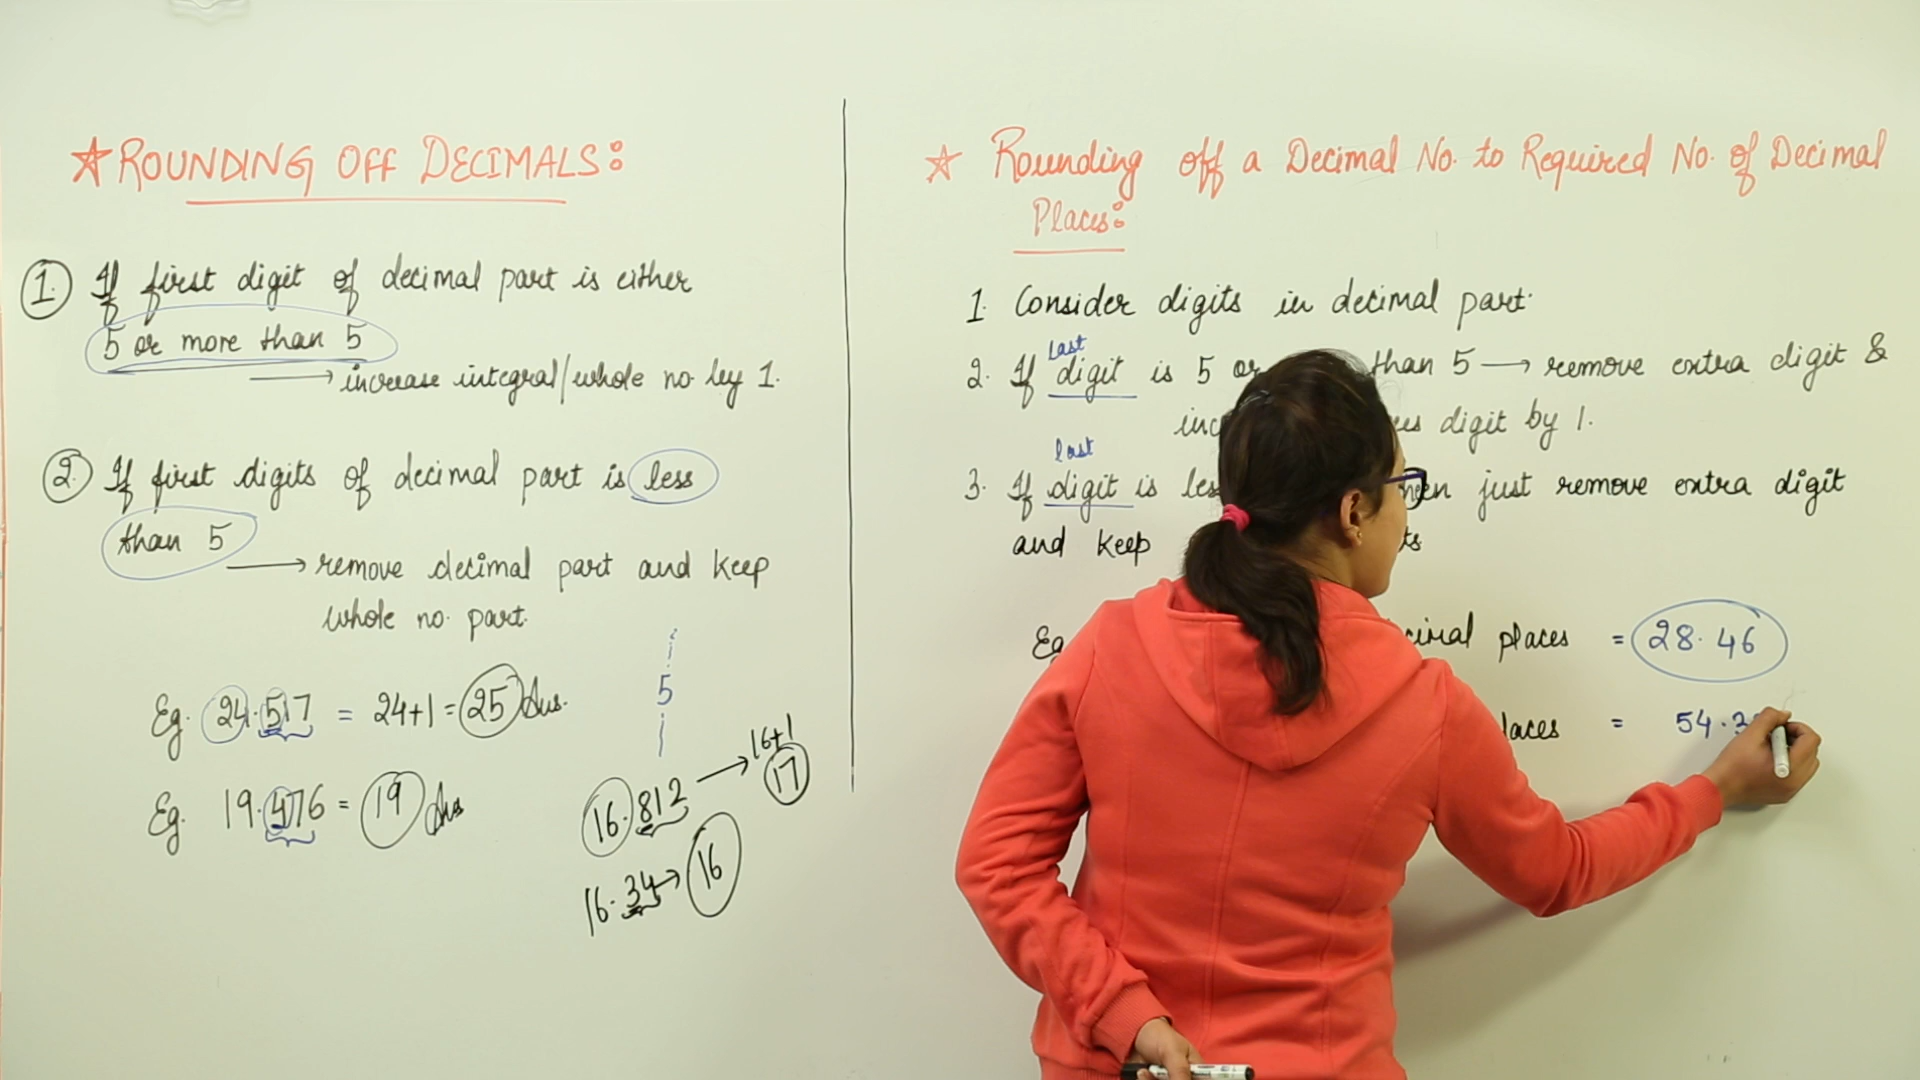 ☆ ROUNDING OFF DECIMALS:
1. If first digit of decimal part is either
5 or more than 5
→ increase integral/whole no. by 1.
2. If first digits of decimal part is less
than 5
→ remove decimal part and keep
whole no. part.
5
Eg. 24.517 = 24+1 = 25 Ans.
Eg. 19.476 = 19 Ans
16.812 → 16+1
17
16.34 → 16
☆ Rounding off a Decimal No. to Required No. of Decimal
Places:
1. Consider digits in decimal part.
last
2. If digit is 5 or than 5 → remove extra digit &
digit by 1.
last
3. If digit is just remove extra digit
and keep
Eg places = 28.46
= 54.3